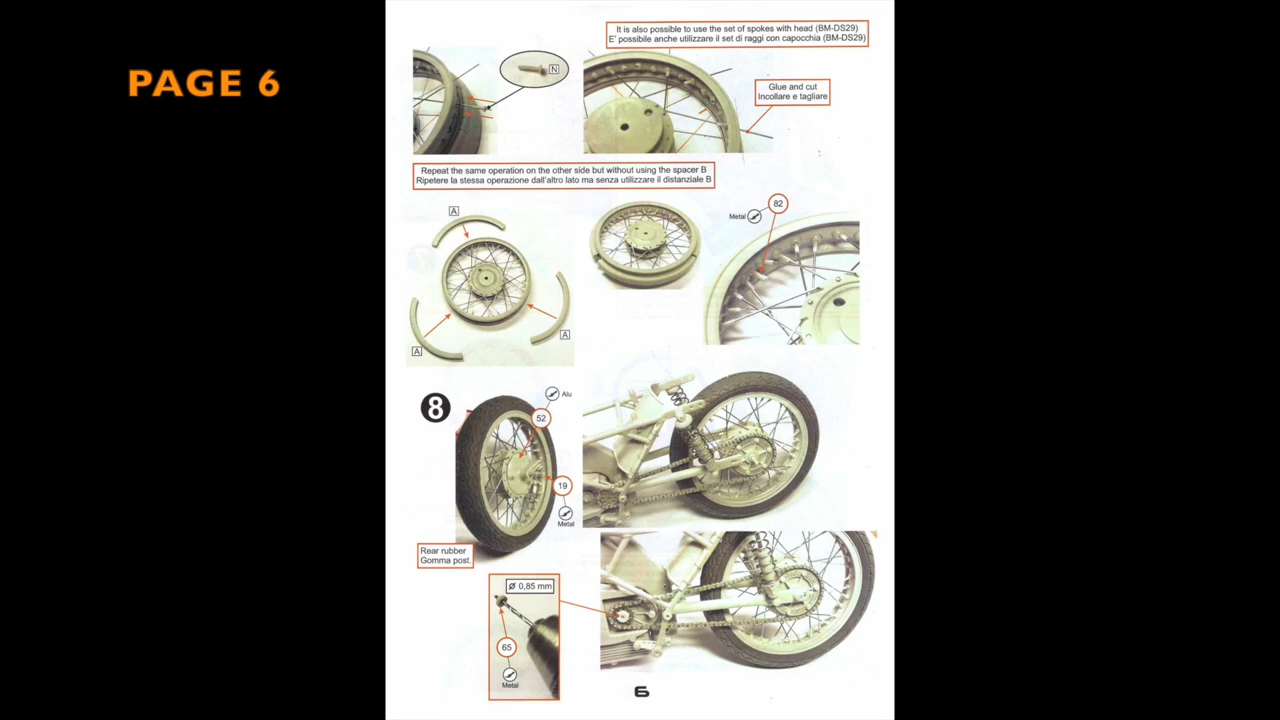 PAGE 6
It is also possible to use the set of spokes with head (BM-DS29)
E' possibile anche utilizzare il set di raggi con capocchia (BM-DS29)
N
Glue and cut
Incollare e tagliare
Repeat the same operation on the other side but without using the spacer B
Ripetere la stessa operazione dall'altro lato ma senza utilizzare il distanziale B
A
82
Metal
A
A
8
Alu
52
19
Metal
Rear rubber
Gomma post.
Ø 0,85 mm
65
Metal
6